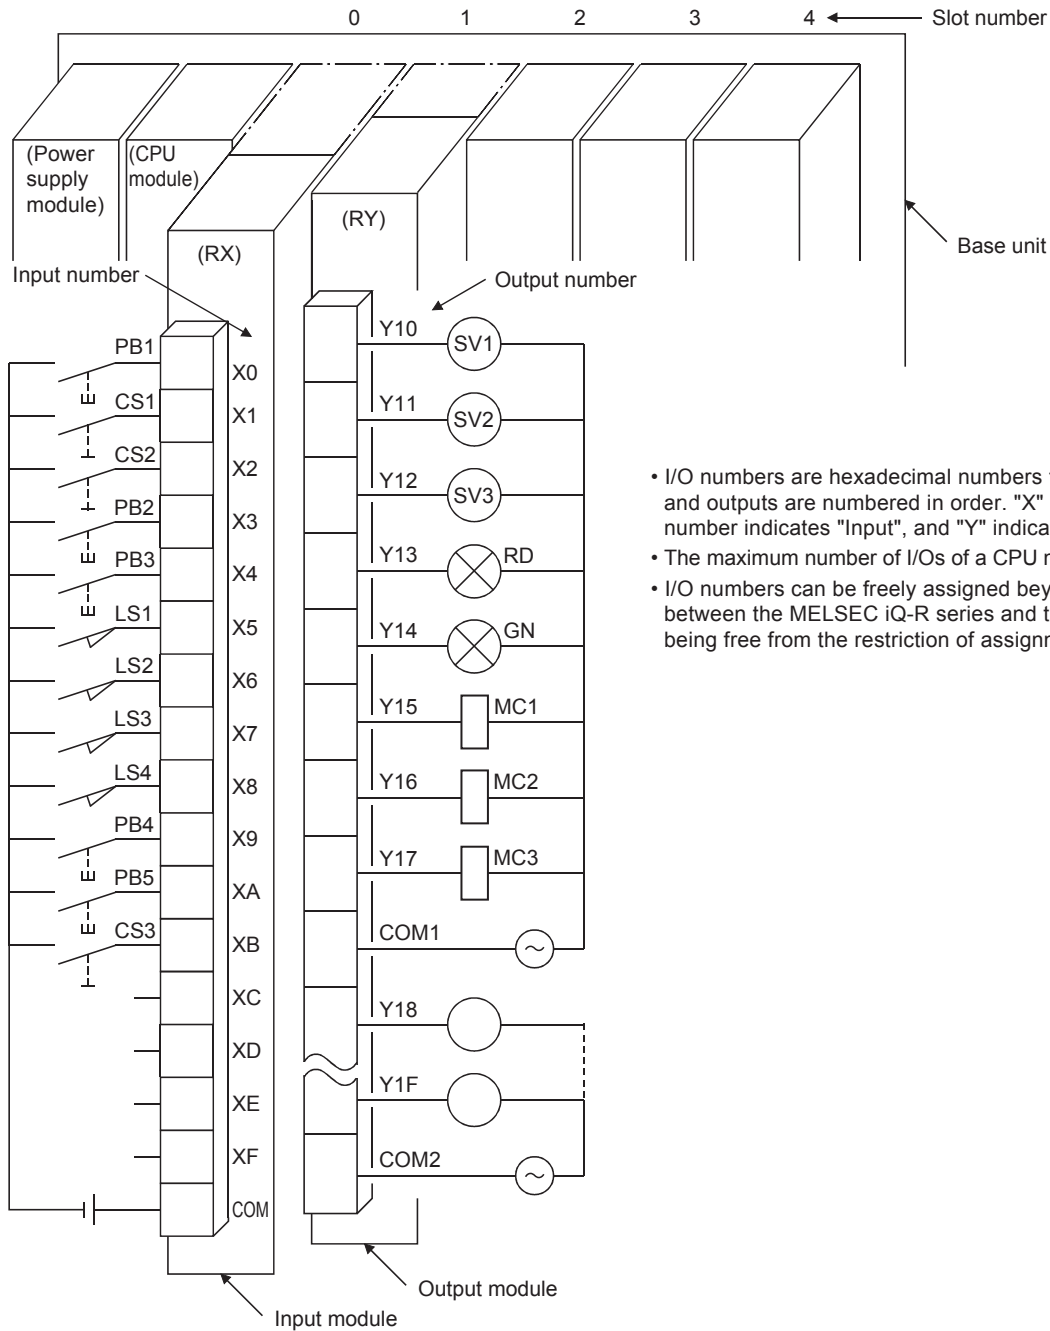 0 1 2 3 4 Slot number
(Power
supply
module)
(CPU
module)
(RX)
(RY)
Base unit
Input number
Output number
PB1 X0
CS1 X1
CS2 X2
PB2 X3
PB3 X4
LS1 X5
LS2 X6
LS3 X7
LS4 X8
PB4 X9
PB5 XA
CS3 XB
XC
XD
XE
XF
COM
Y10 SV1
Y11 SV2
Y12 SV3
Y13 RD
Y14 GN
Y15 MC1
Y16 MC2
Y17 MC3
COM1 ~
Y18
Y1F
COM2 ~
• I/O numbers are hexadecimal numbers
and outputs are numbered in order. "X"
number indicates "Input", and "Y"
• The maximum number of I/Os of a CPU
• I/O numbers can be freely assigned
between the MELSEC iQ-R series and
being free from the restriction of
Output module
Input module